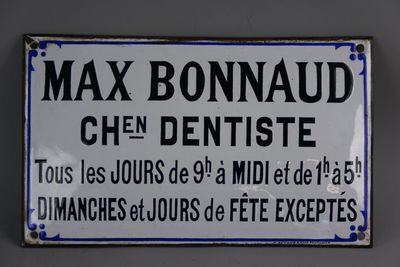 MAX BONNAUD
CHEN DENTISTE
Tous les JOURS de 9h à MIDI et de 1h à 5h
DIMANCHES et JOURS de FÊTE EXCEPTÉS